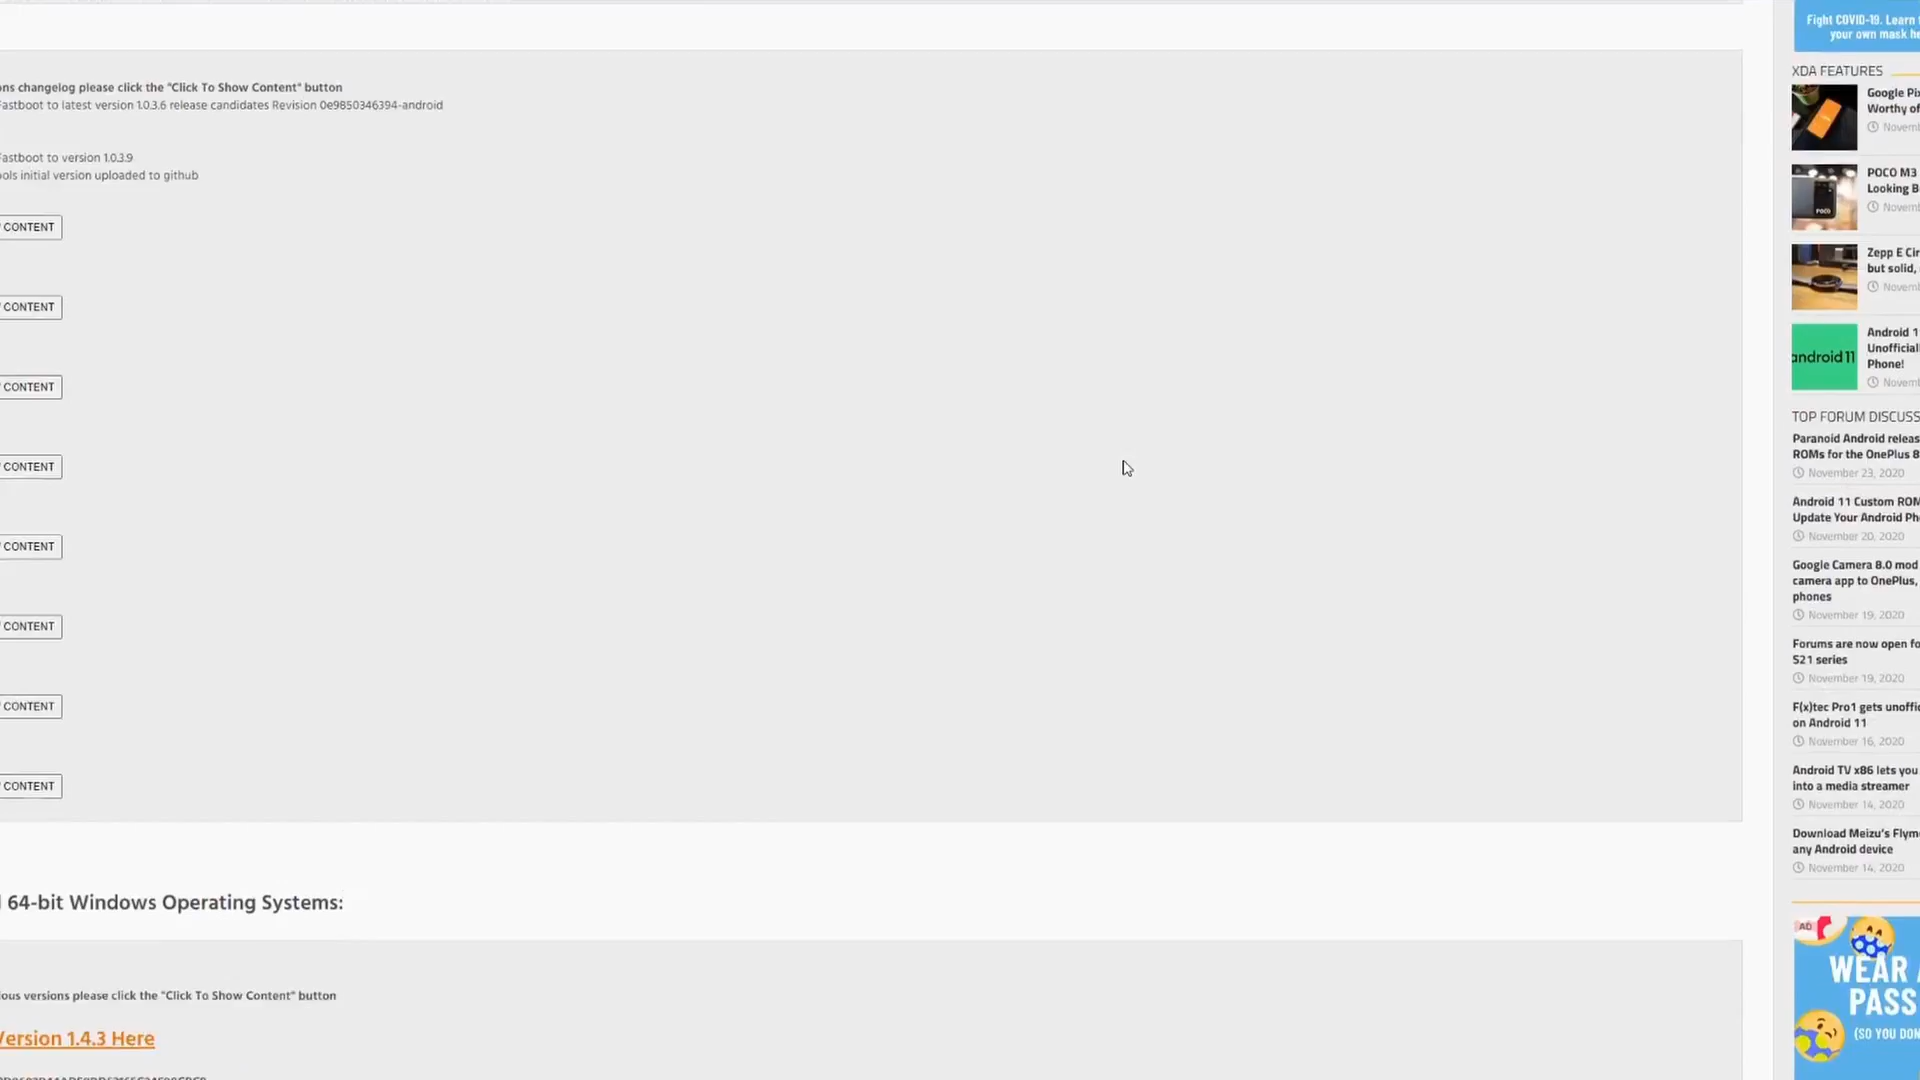 ons changelog please click the "Click To Show Content" button
Fastboot to latest version 1.0.3.6 release candidates Revision 0e9850346394-android
Fastboot to version 1.0.3.9
ools initial version uploaded to github
CONTENT
CONTENT
CONTENT
CONTENT
CONTENT
CONTENT
CONTENT
CONTENT
64-bit Windows Operating Systems:
ious versions please click the "Click To Show Content" button
Version 1.4.3 Here
Fight COVID-19. Learn
your own mask he
XDA FEATURES
Google Pix
Worthy of
Novemb
POCO M3
Looking B
POCO
Novemb
Zepp E Cir
but solid,
Novemb
android 11
Android 1
Unofficial
Phone!
Novemb
TOP FORUM DISCUSS
Paranoid Android releas
ROMs for the OnePlus 8
November 23, 2020
Android 11 Custom ROM
Update Your Android Ph
November 20, 2020
Google Camera 8.0 mod
camera app to OnePlus,
phones
November 19, 2020
Forums are now open fo
S21 series
November 19, 2020
F(x)tec Pro1 gets unoffic
on Android 11
November 16, 2020
Android TV x86 lets you
into a media streamer
November 14, 2020
Download Meizu's Flyme
any Android device
November 14, 2020
AD
WEAR A
PASS
(SO YOU DON